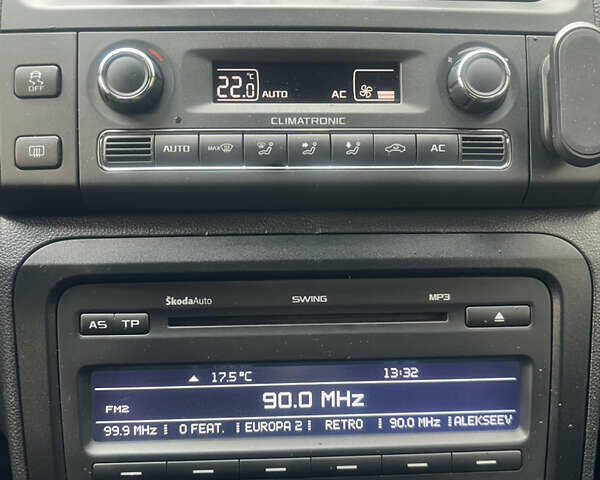 OFF
22.0 °C AUTO AC
CLIMATRONIC
AUTO MAX AC
ŠkodaAuto SWING MP3
AS TP
17.5°C 13:32
90.0 MHz
FM2
99.9 MHz O FEAT. EUROPA 2 RETRO 90.0 MHz ALEKSEEV